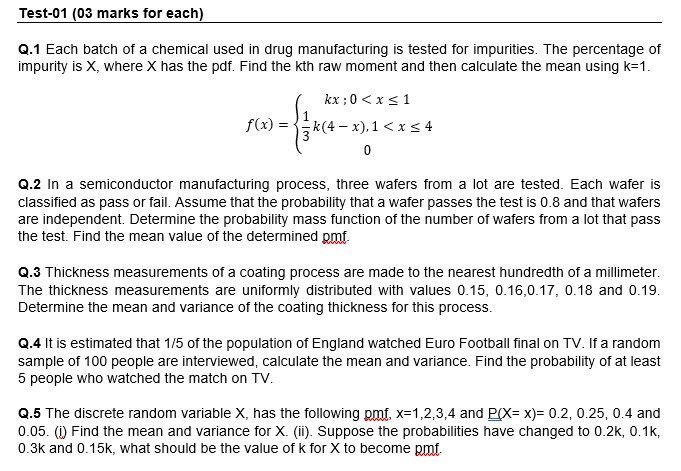 Test-01 (03 marks for each)
Q.1 Each batch of a chemical used in drug manufacturing is tested for impurities. The percentage of
impurity is X, where X has the pdf. Find the kth raw moment and then calculate the mean using k=1.
kx ; 0 < x ≤ 1
f(x) = { 1/3 k(4 − x), 1 < x ≤ 4
0
Q.2 In a semiconductor manufacturing process, three wafers from a lot are tested. Each wafer is
classified as pass or fail. Assume that the probability that a wafer passes the test is 0.8 and that wafers
are independent. Determine the probability mass function of the number of wafers from a lot that pass
the test. Find the mean value of the determined pmf.
Q.3 Thickness measurements of a coating process are made to the nearest hundredth of a millimeter.
The thickness measurements are uniformly distributed with values 0.15, 0.16,0.17, 0.18 and 0.19.
Determine the mean and variance of the coating thickness for this process.
Q.4 It is estimated that 1/5 of the population of England watched Euro Football final on TV. If a random
sample of 100 people are interviewed, calculate the mean and variance. Find the probability of at least
5 people who watched the match on TV.
Q.5 The discrete random variable X, has the following pmf, x=1,2,3,4 and P(X= x)= 0.2, 0.25, 0.4 and
0.05. (i) Find the mean and variance for X. (ii). Suppose the probabilities have changed to 0.2k, 0.1k,
0.3k and 0.15k, what should be the value of k for X to become pmf.